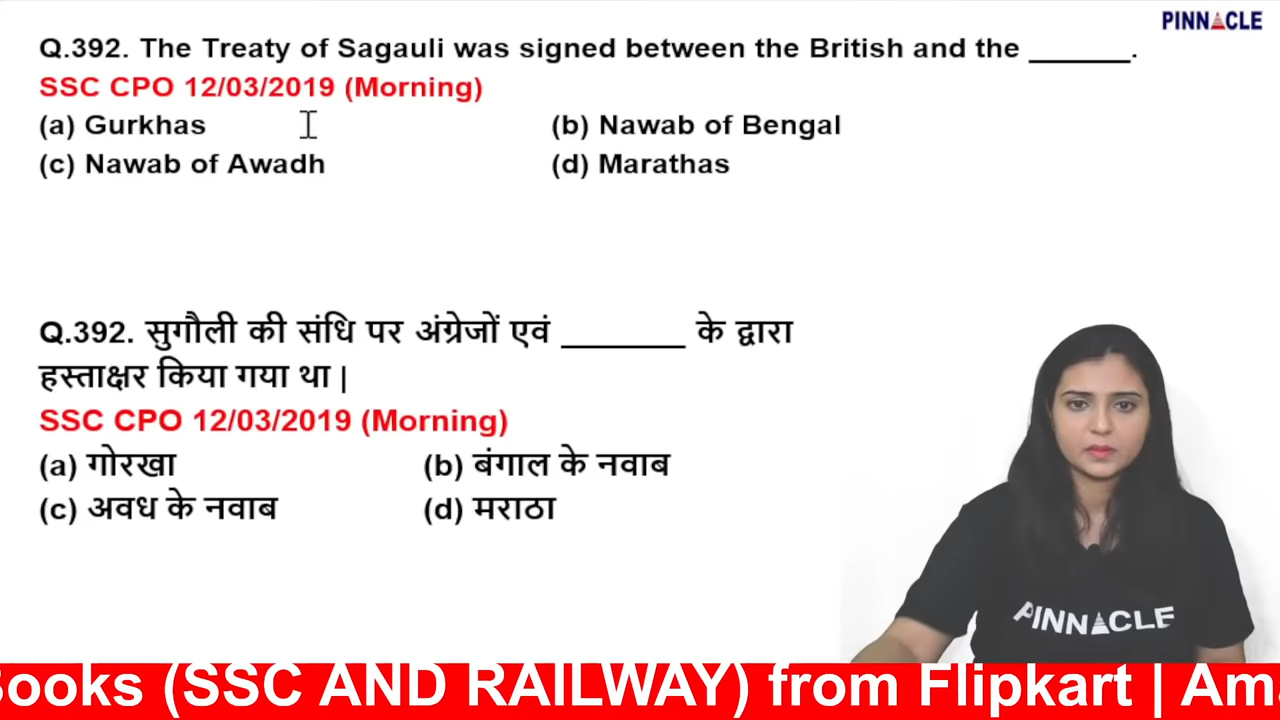 PINNACLE
Q.392. The Treaty of Sagauli was signed between the British and the ______.
SSC CPO 12/03/2019 (Morning)
(a) Gurkhas (b) Nawab of Bengal
(c) Nawab of Awadh (d) Marathas
Q.392. सुगौली की संधि पर अंग्रेजों एवं _______ के द्वारा
हस्ताक्षर किया गया था |
SSC CPO 12/03/2019 (Morning)
(a) गोरखा (b) बंगाल के नवाब
(c) अवध के नवाब (d) मराठा
PINNACLE
Books (SSC AND RAILWAY) from Flipkart | Am